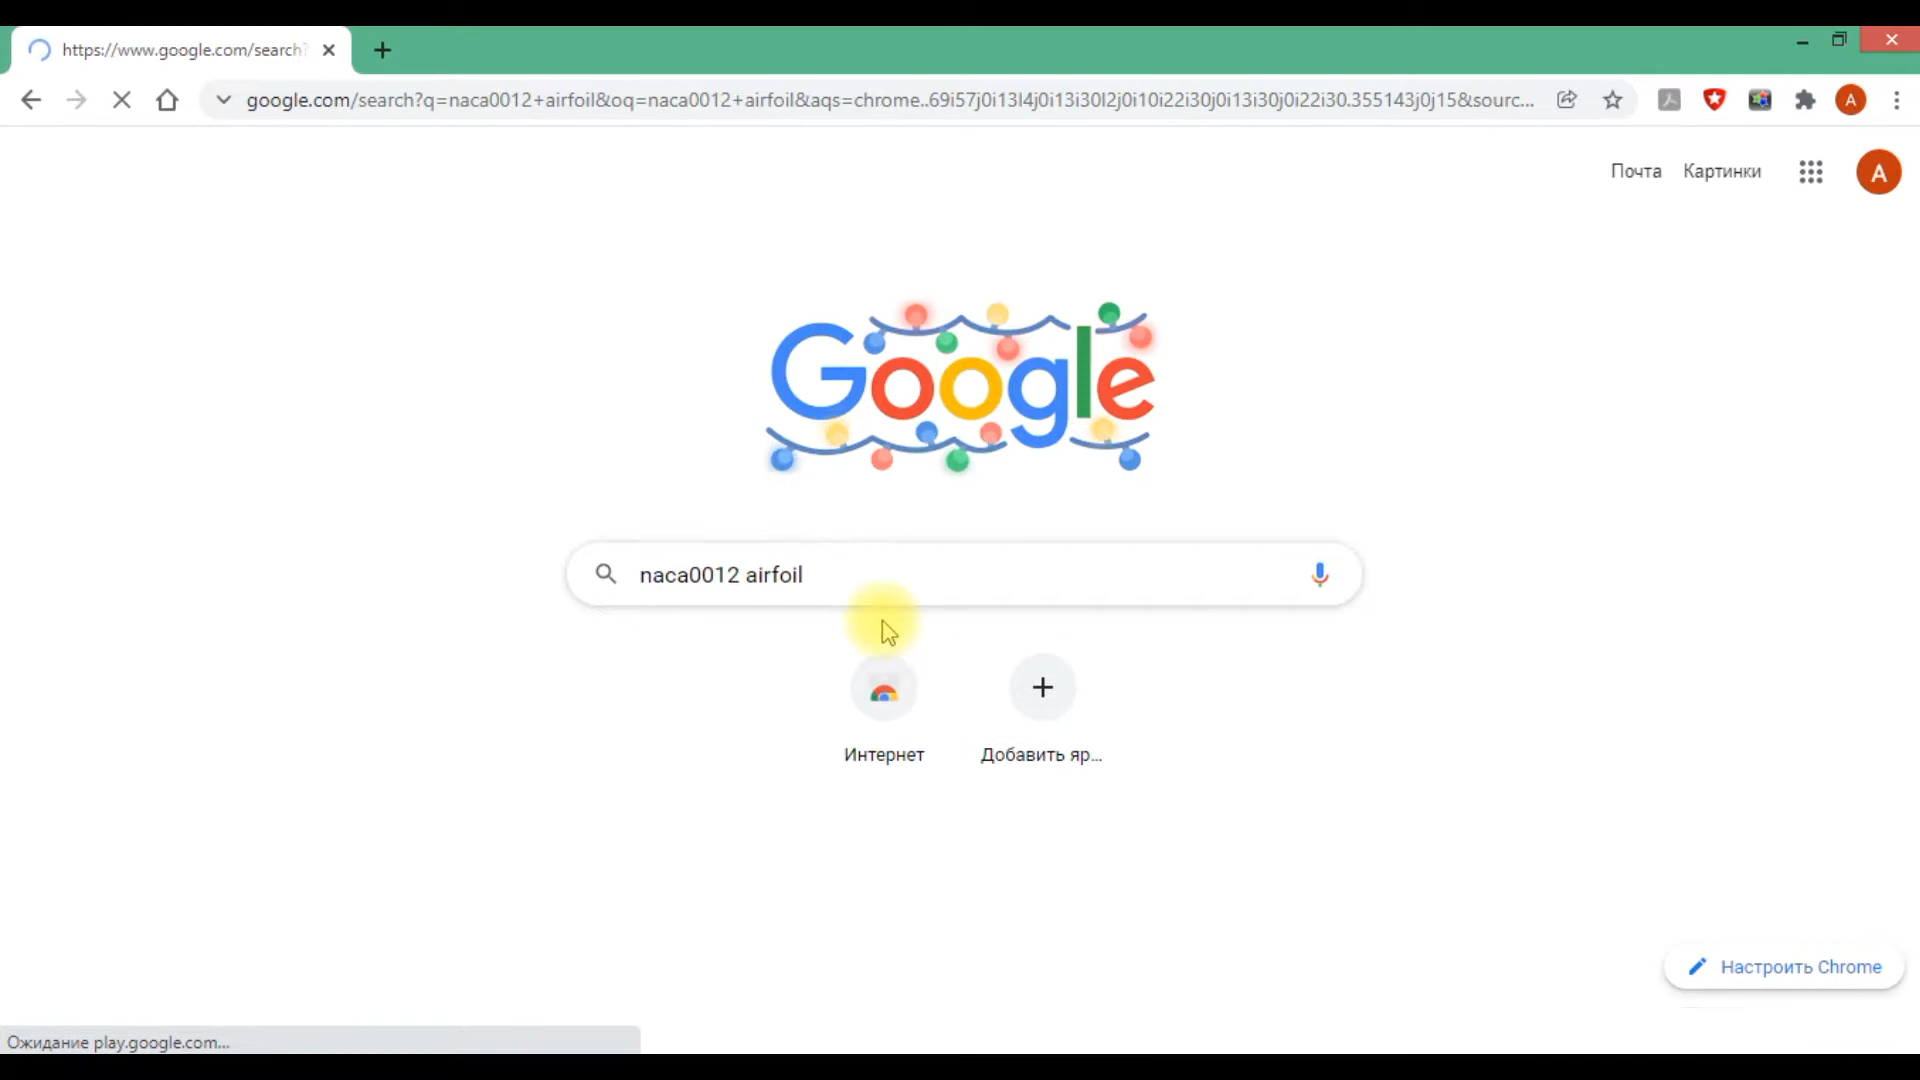 https://www.google.com/search?
google.com/search?q=naca0012+airfoil&oq=naca0012+airfoil&aqs=chrome..69i57j0i13l4j0i13i30l2j0i10i22i30j0i13i30j0i22i30.355143j0j15&sourc...
A
Почта Картинки
A
Google
naca0012 airfoil
Интернет
Добавить яр...
Настроить Chrome
Ожидание play.google.com...